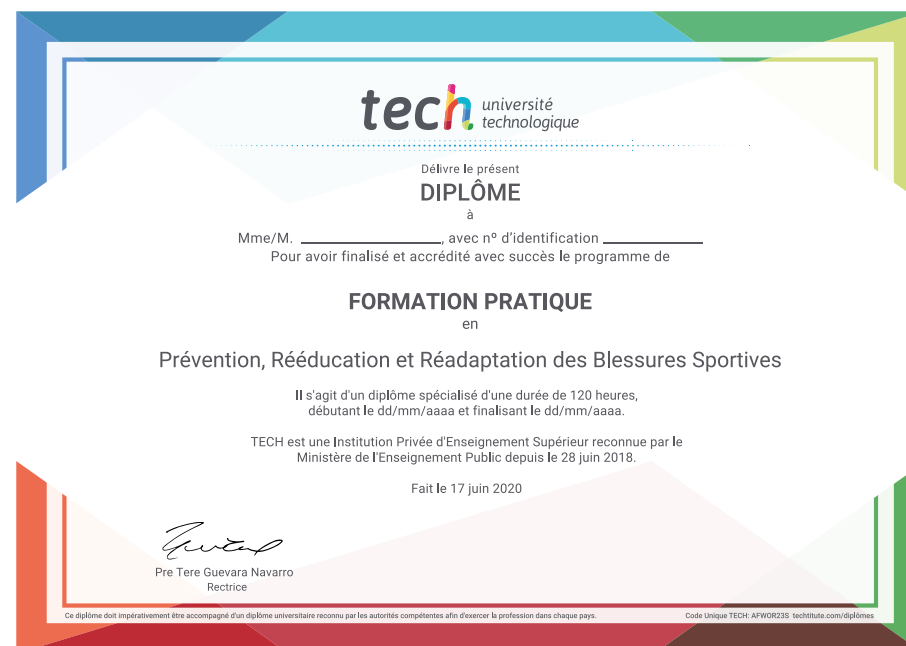 tech université
technologique
Délivre le présent
DIPLÔME
à
Mme/M. ____________________, avec nº d'identification ______________
Pour avoir finalisé et accrédité avec succès le programme de
FORMATION PRATIQUE
en
Prévention, Rééducation et Réadaptation des Blessures Sportives
Il s'agit d'un diplôme spécialisé d'une durée de 120 heures,
débutant le dd/mm/aaaa et finalisant le dd/mm/aaaa.
TECH est une Institution Privée d'Enseignement Supérieur reconnue par le
Ministère de l'Enseignement Public depuis le 28 juin 2018.
Fait le 17 juin 2020
Pre Tere Guevara Navarro
Rectrice
Ce diplôme doit impérativement être accompagné d'un diplôme universitaire reconnu par les autorités compétentes afin d'exercer la profession dans chaque pays.
Code Unique TECH: AFWOR23S techtitute.com/diplômes